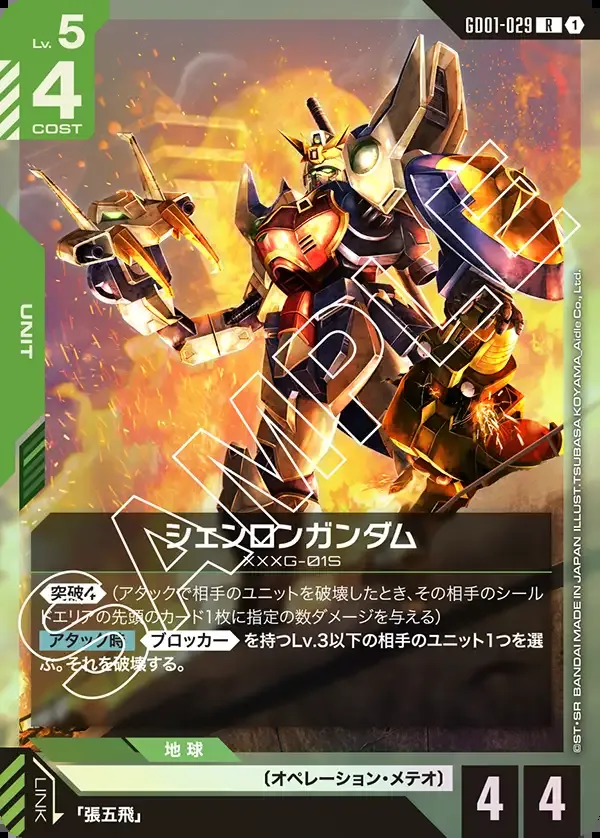 Lv. 5
GD01-029 R 1
4
COST
UNIT
SAMPLE
シェンロンガンダム
XXXG-01S
突破4 (アタックで相手のユニットを破壊したとき、その相手のシール
ドエリアの先頭のカード1枚に指定の数ダメージを与える)
アタック時 ブロッカー を持つLv.3以下の相手のユニット1つを選
ぶ。それを破壊する。
地球
〔オペレーション・メテオ〕
LINK
「張五飛」
4 4
©ST・SR BANDAI MADE IN JAPAN ILLUST.TSUBASA KOYAMA_Aidle Co., Ltd.